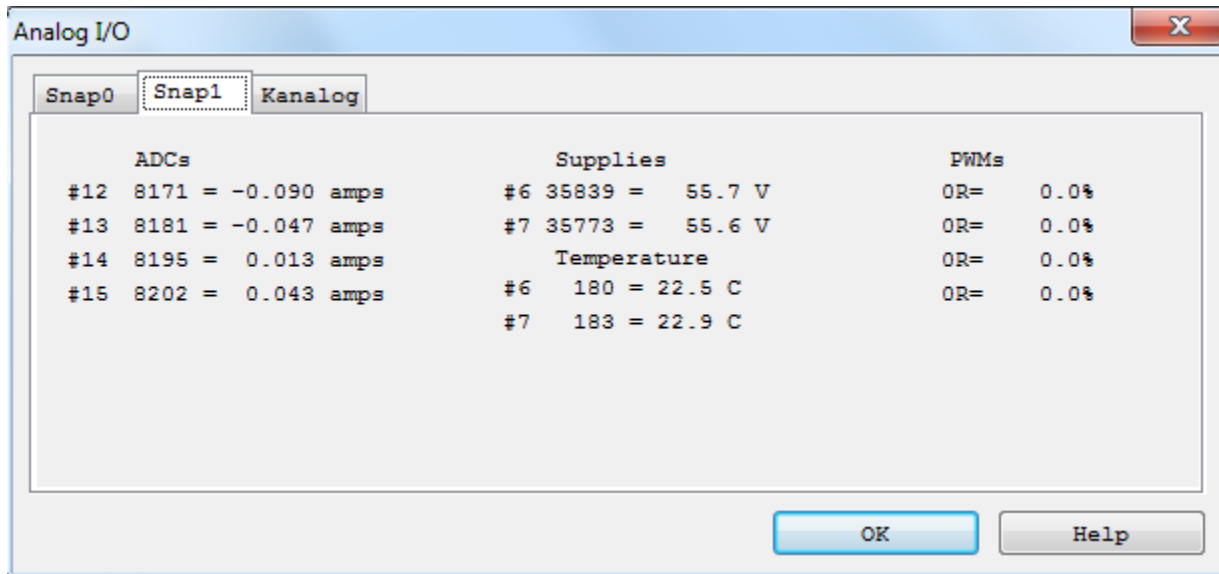 Analog I/O
Snap0 Snap1 Kanalog
ADCs Supplies PWMs
#12 8171 = -0.090 amps #6 35839 = 55.7 V 0R= 0.0%
#13 8181 = -0.047 amps #7 35773 = 55.6 V 0R= 0.0%
#14 8195 = 0.013 amps Temperature 0R= 0.0%
#15 8202 = 0.043 amps #6 180 = 22.5 C 0R= 0.0%
#7 183 = 22.9 C
OK Help